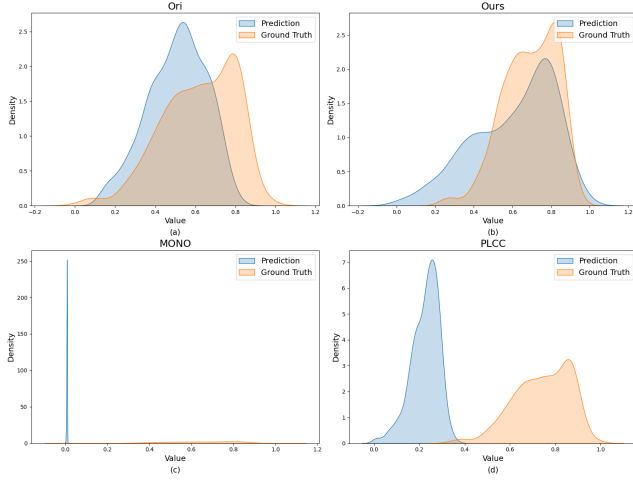 Ori
Prediction
Ground Truth
Density
2.5
2.0
1.5
1.0
0.5
0.0
-0.2 0.0 0.2 0.4 0.6 0.8 1.0 1.2
Value
(a)
Ours
Prediction
Ground Truth
Density
2.5
2.0
1.5
1.0
0.5
0.0
-0.2 0.0 0.2 0.4 0.6 0.8 1.0 1.2
Value
(b)
MONO
Prediction
Ground Truth
Density
250
200
150
100
50
0
0.0 0.2 0.4 0.6 0.8 1.0 1.2
Value
(c)
PLCC
Prediction
Ground Truth
Density
7
6
5
4
3
2
1
0
0.0 0.2 0.4 0.6 0.8 1.0
Value
(d)